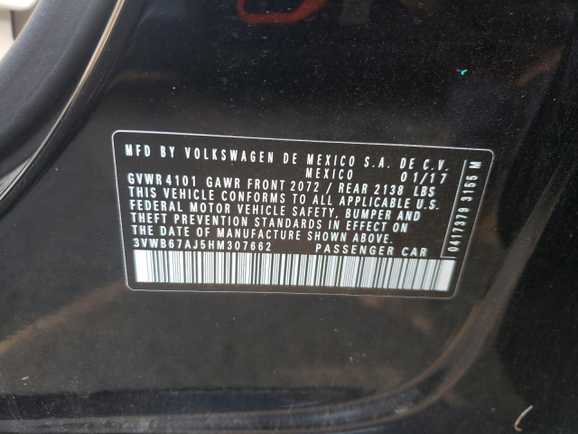 MFD BY VOLKSWAGEN DE MEXICO S.A. DE C.V.
MEXICO 01/17
GVWR 4101 GAWR FRONT 2072 / REAR 2138 LBS
THIS VEHICLE CONFORMS TO ALL APPLICABLE U.S.
FEDERAL MOTOR VEHICLE SAFETY, BUMPER AND
THEFT PREVENTION STANDARDS IN EFFECT ON
THE DATE OF MANUFACTURE SHOWN ABOVE.
3VWB67AJ5HM307662 PASSENGER CAR
0417379 3155 M